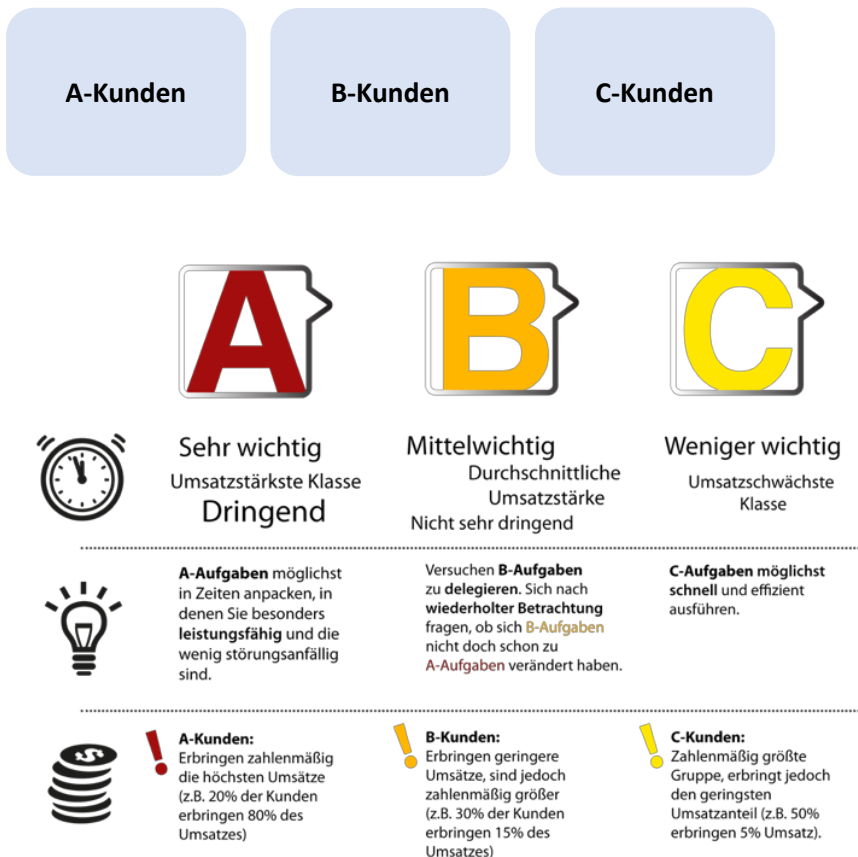 A-Kunden
B-Kunden
C-Kunden
A
B
C
Sehr wichtig
Umsatzstärkste Klasse
Dringend
Mittelwichtig
Durchschnittliche
Umsatzstärke
Nicht sehr dringend
Weniger wichtig
Umsatzschwächste
Klasse
A-Aufgaben möglichst
in Zeiten anpacken, in
denen Sie besonders
leistungsfähig und die
wenig störungsanfällig
sind.
Versuchen B-Aufgaben
zu delegieren. Sich nach
wiederholter Betrachtung
fragen, ob sich B-Aufgaben
nicht doch schon zu
A-Aufgaben verändert haben.
C-Aufgaben möglichst
schnell und effizient
ausführen.
$
! A-Kunden:
Erbringen zahlenmäßig
die höchsten Umsätze
(z.B. 20% der Kunden
erbringen 80% des
Umsatzes)
! B-Kunden:
Erbringen geringere
Umsätze, sind jedoch
zahlenmäßig größer
(z.B. 30% der Kunden
erbringen 15% des
Umsatzes)
! C-Kunden:
Zahlenmäßig größte
Gruppe, erbringt jedoch
den geringsten
Umsatzanteil (z.B. 50%
erbringen 5% Umsatz).